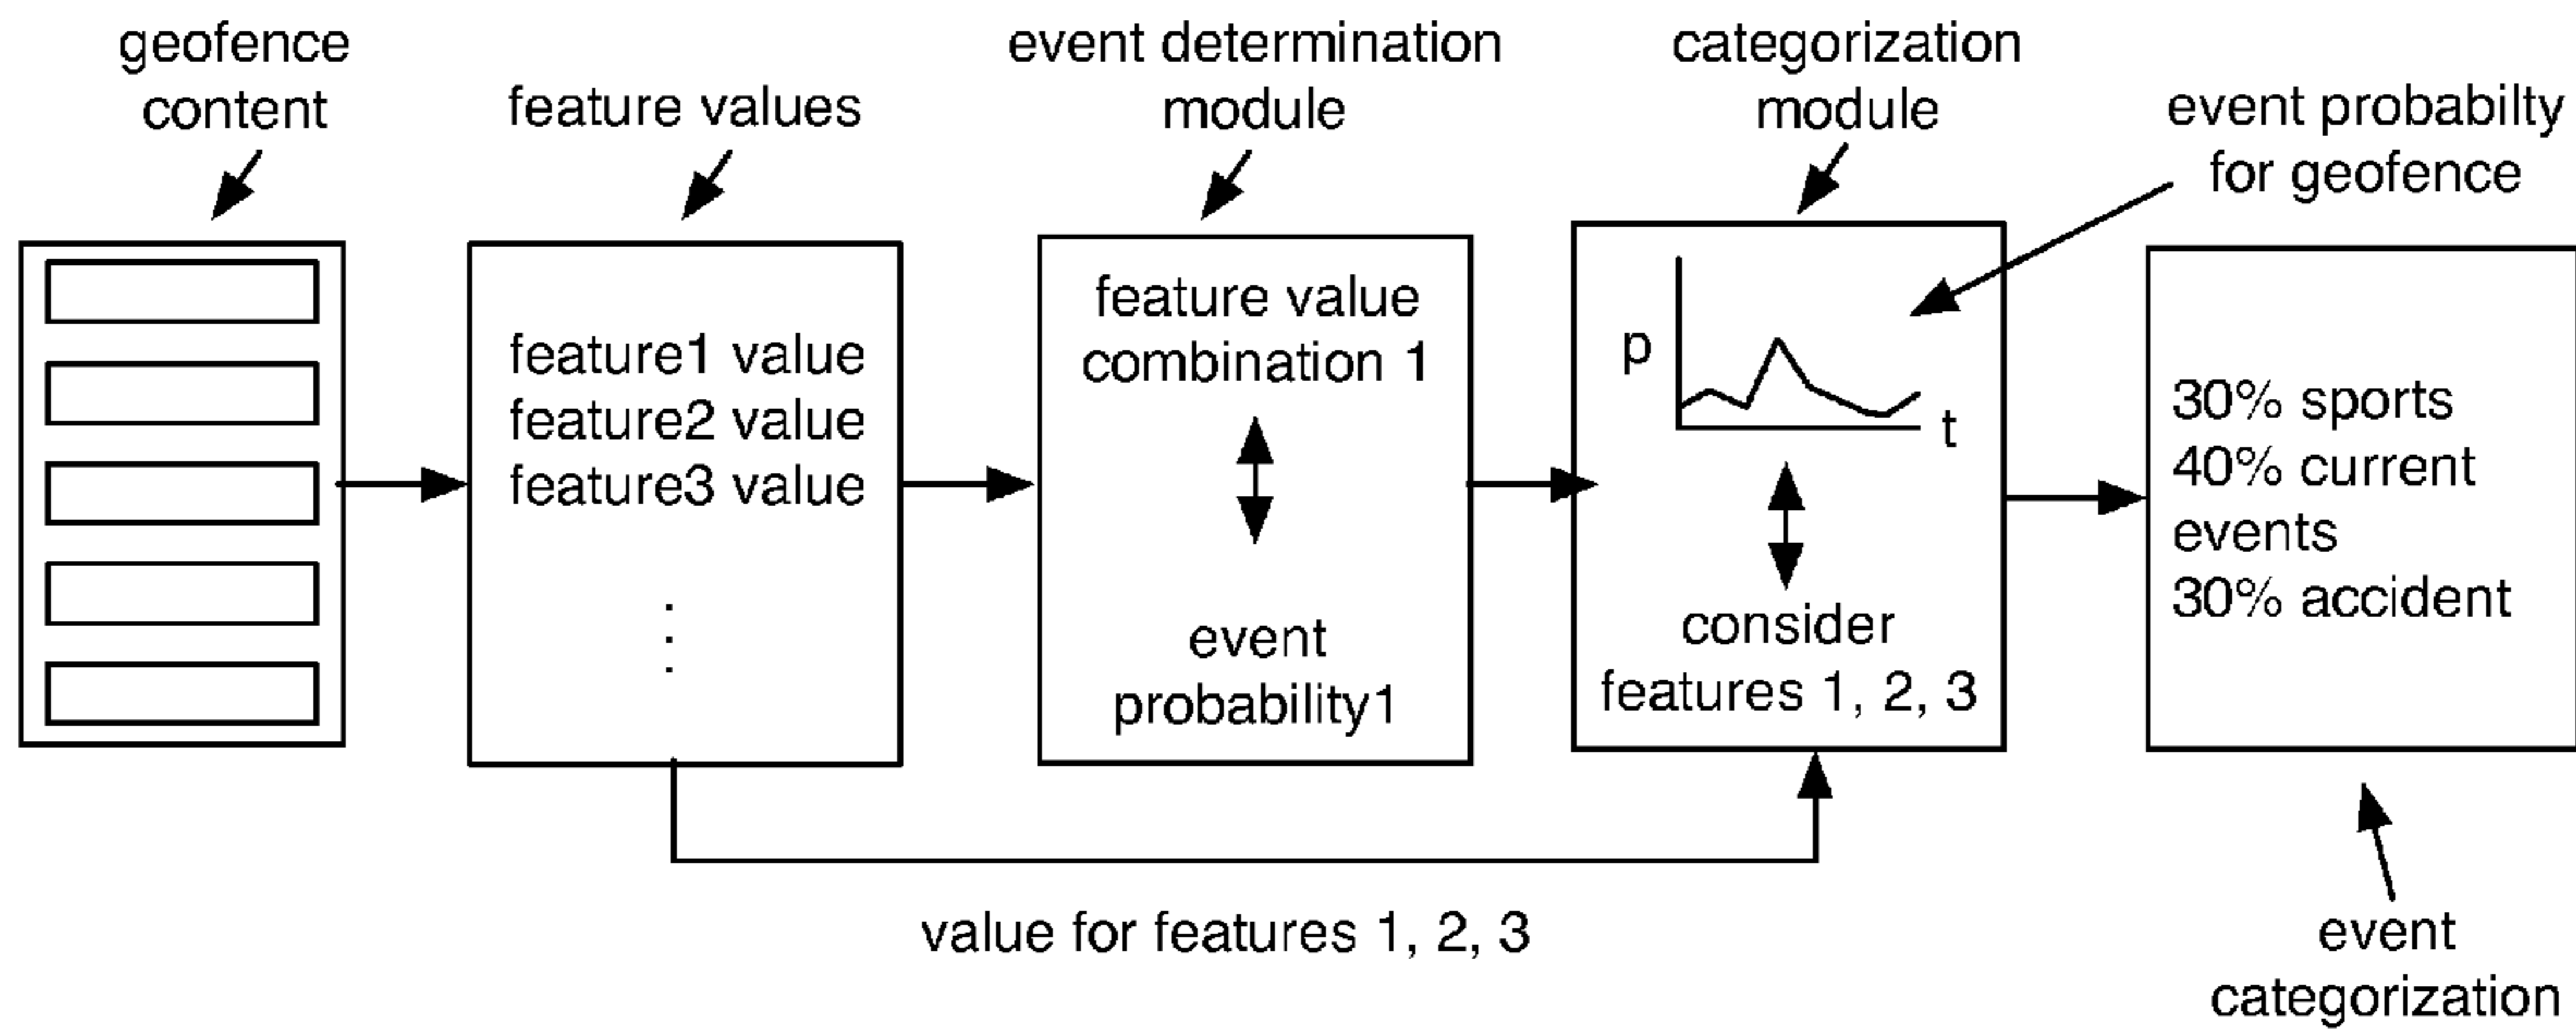 geofence
content
feature values
event determination
module
categorization
module
event probabilty
for geofence
feature1 value
feature2 value
feature3 value
feature value
combination 1
event
probability1
p
t
consider
features 1, 2, 3
30% sports
40% current
events
30% accident
value for features 1, 2, 3
event
categorization